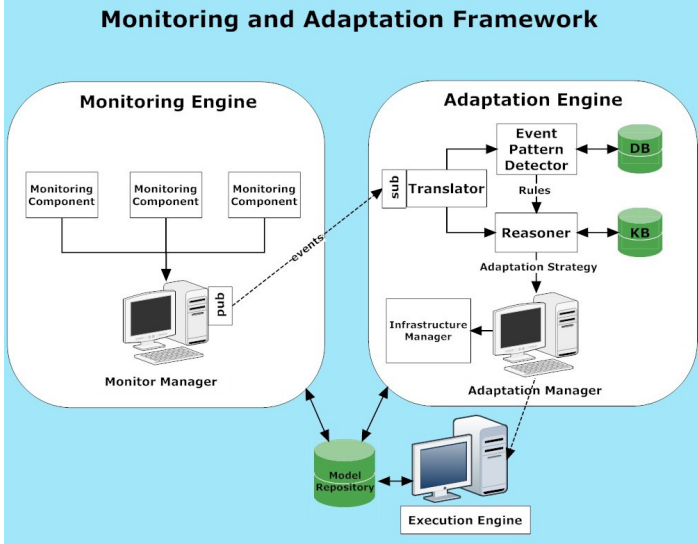 Monitoring and Adaptation Framework
Monitoring Engine
Monitoring
Component
Monitoring
Component
Monitoring
Component
pub
Monitor Manager
events
Adaptation Engine
sub
Translator
Event
Pattern
Detector
DB
Rules
Reasoner
KB
Adaptation Strategy
Infrastructure
Manager
Adaptation Manager
Model
Repository
Execution Engine